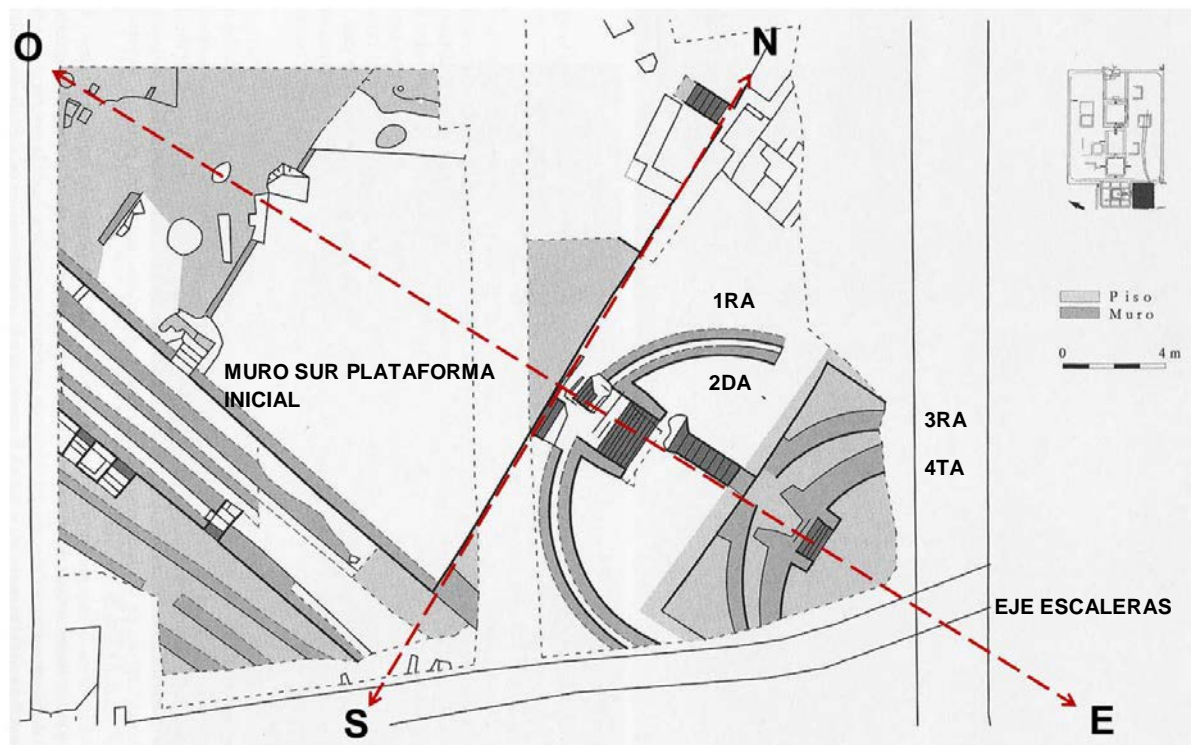 O
N
Piso
Muro
0 4 m
1RA
2DA
MURO SUR PLATAFORMA
INICIAL
3RA
4TA
EJE ESCALERAS
S
E